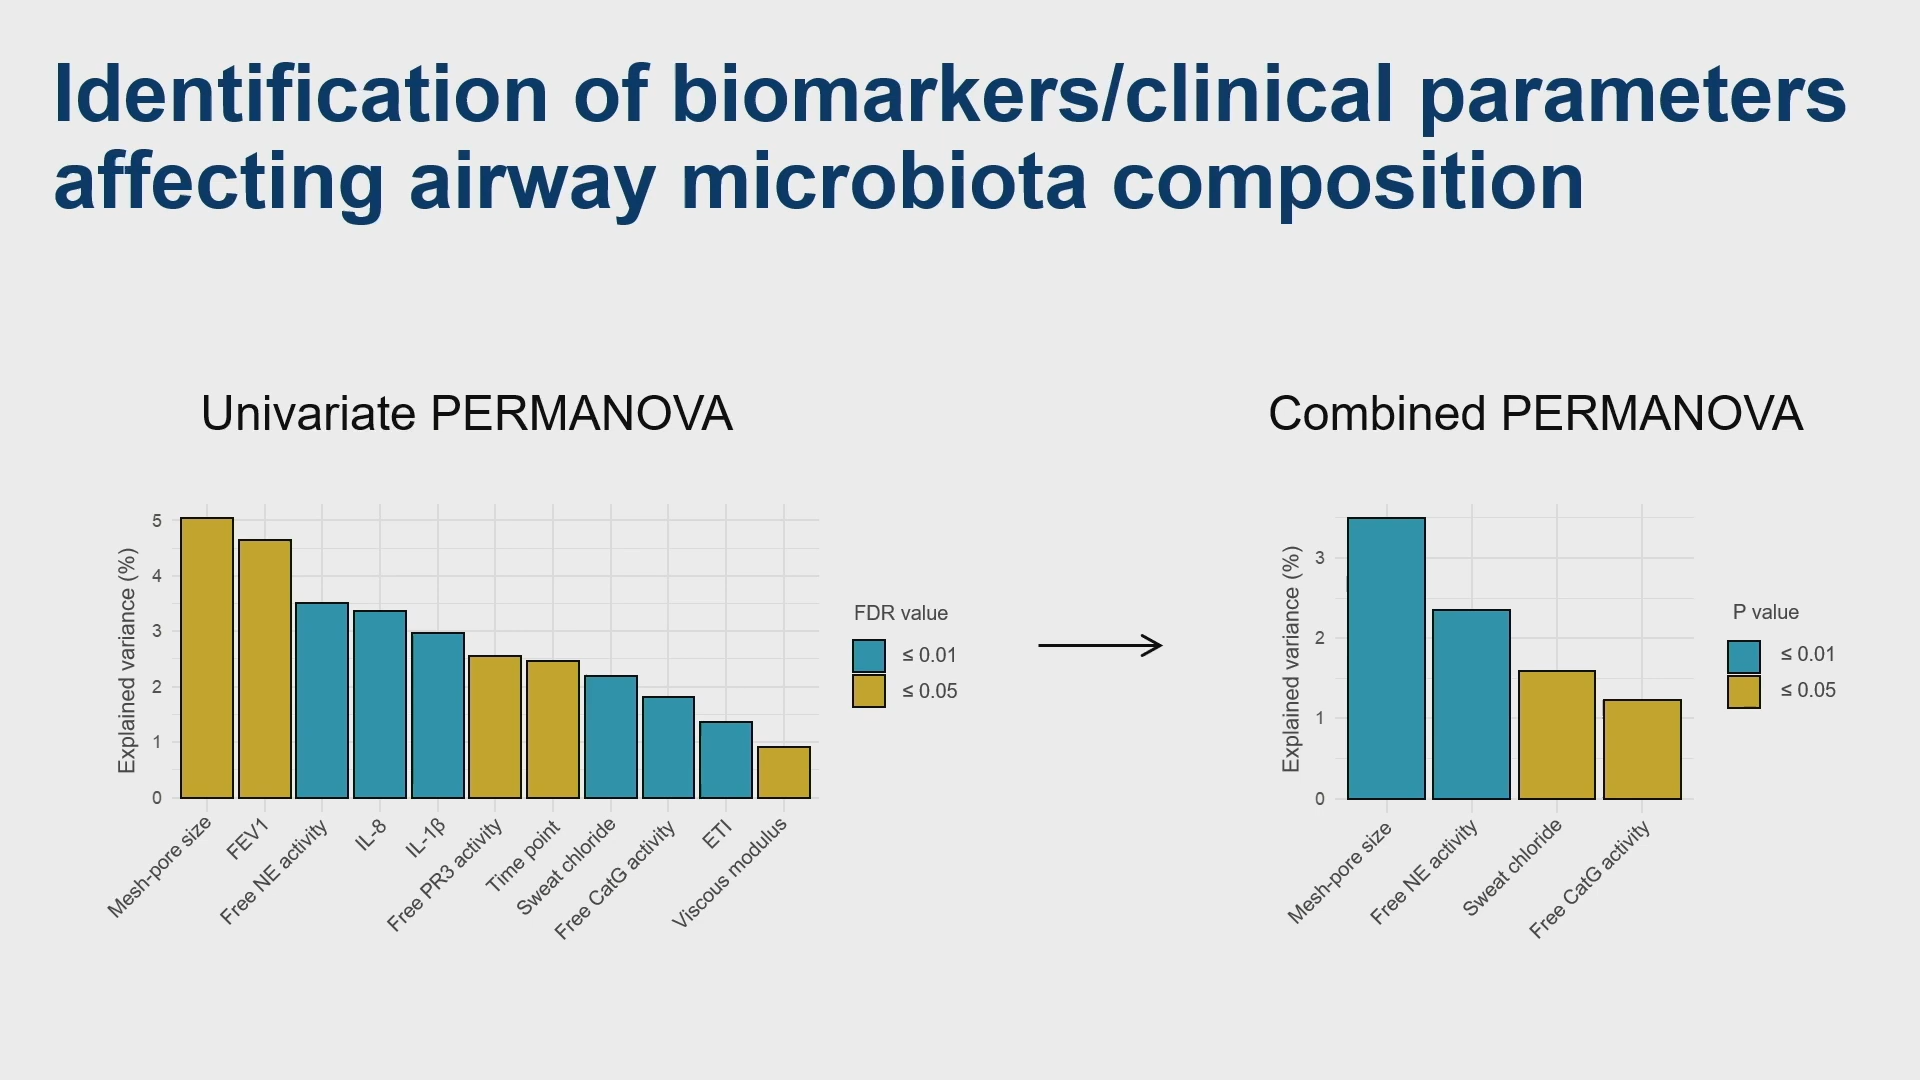 Identification of biomarkers/clinical parameters
affecting airway microbiota composition
Univariate PERMANOVA
Explained variance (%)
5
4
3
2
1
0
Mesh-pore size
FEV1
Free NE activity
IL-8
IL-1β
Free PR3 activity
Time point
Sweat chloride
Free CatG activity
ETI
Viscous modulus
FDR value
≤ 0.01
≤ 0.05
Combined PERMANOVA
Explained variance (%)
3
2
1
0
Mesh-pore size
Free NE activity
Sweat chloride
Free CatG activity
P value
≤ 0.01
≤ 0.05